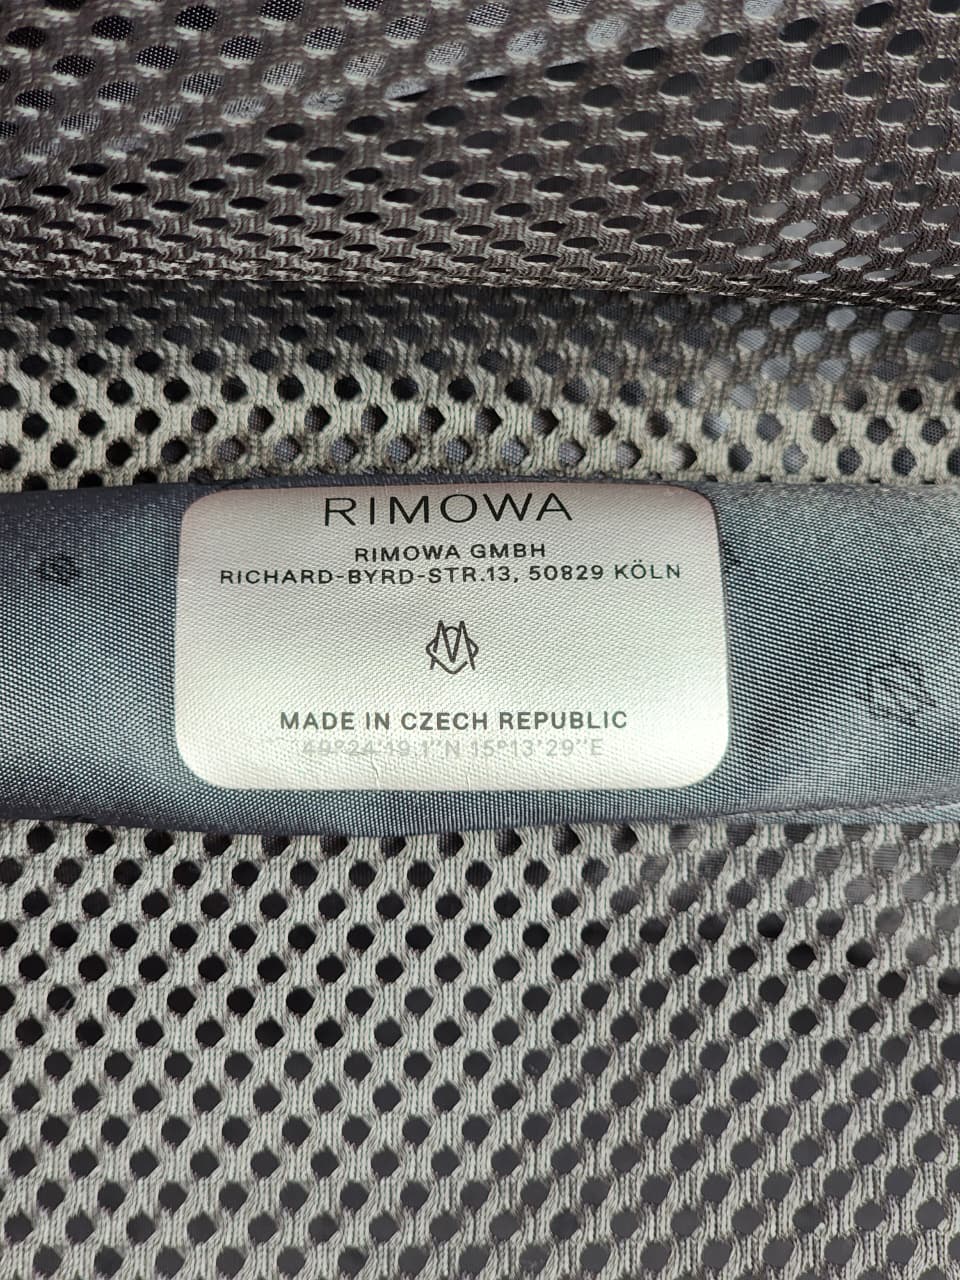 RIMOWA
RIMOWA GMBH
RICHARD-BYRD-STR.13, 50829 KÖLN
MADE IN CZECH REPUBLIC
49°24'19.1"N 15°13'29"E